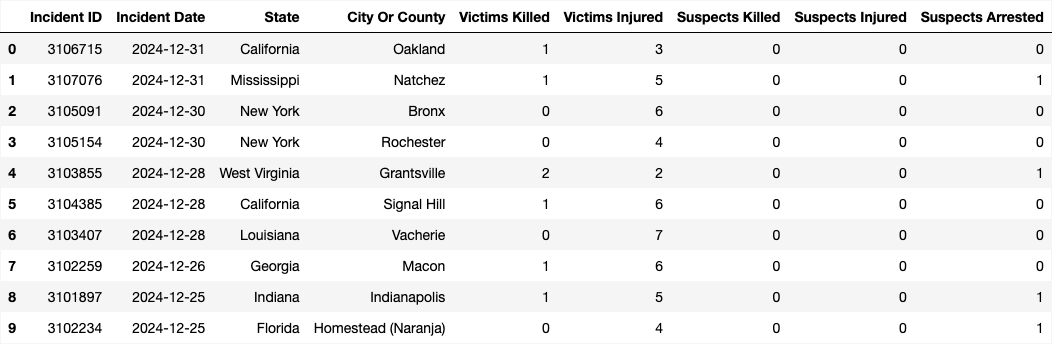 Incident ID Incident Date State City Or County Victims Killed Victims Injured Suspects Killed Suspects Injured Suspects Arrested
0 3106715 2024-12-31 California Oakland 1 3 0 0 0
1 3107076 2024-12-31 Mississippi Natchez 1 5 0 0 1
2 3105091 2024-12-30 New York Bronx 0 6 0 0 0
3 3105154 2024-12-30 New York Rochester 0 4 0 0 0
4 3103855 2024-12-28 West Virginia Grantsville 2 2 0 0 1
5 3104385 2024-12-28 California Signal Hill 1 6 0 0 0
6 3103407 2024-12-28 Louisiana Vacherie 0 7 0 0 0
7 3102259 2024-12-26 Georgia Macon 1 6 0 0 0
8 3101897 2024-12-25 Indiana Indianapolis 1 5 0 0 1
9 3102234 2024-12-25 Florida Homestead (Naranja) 0 4 0 0 1